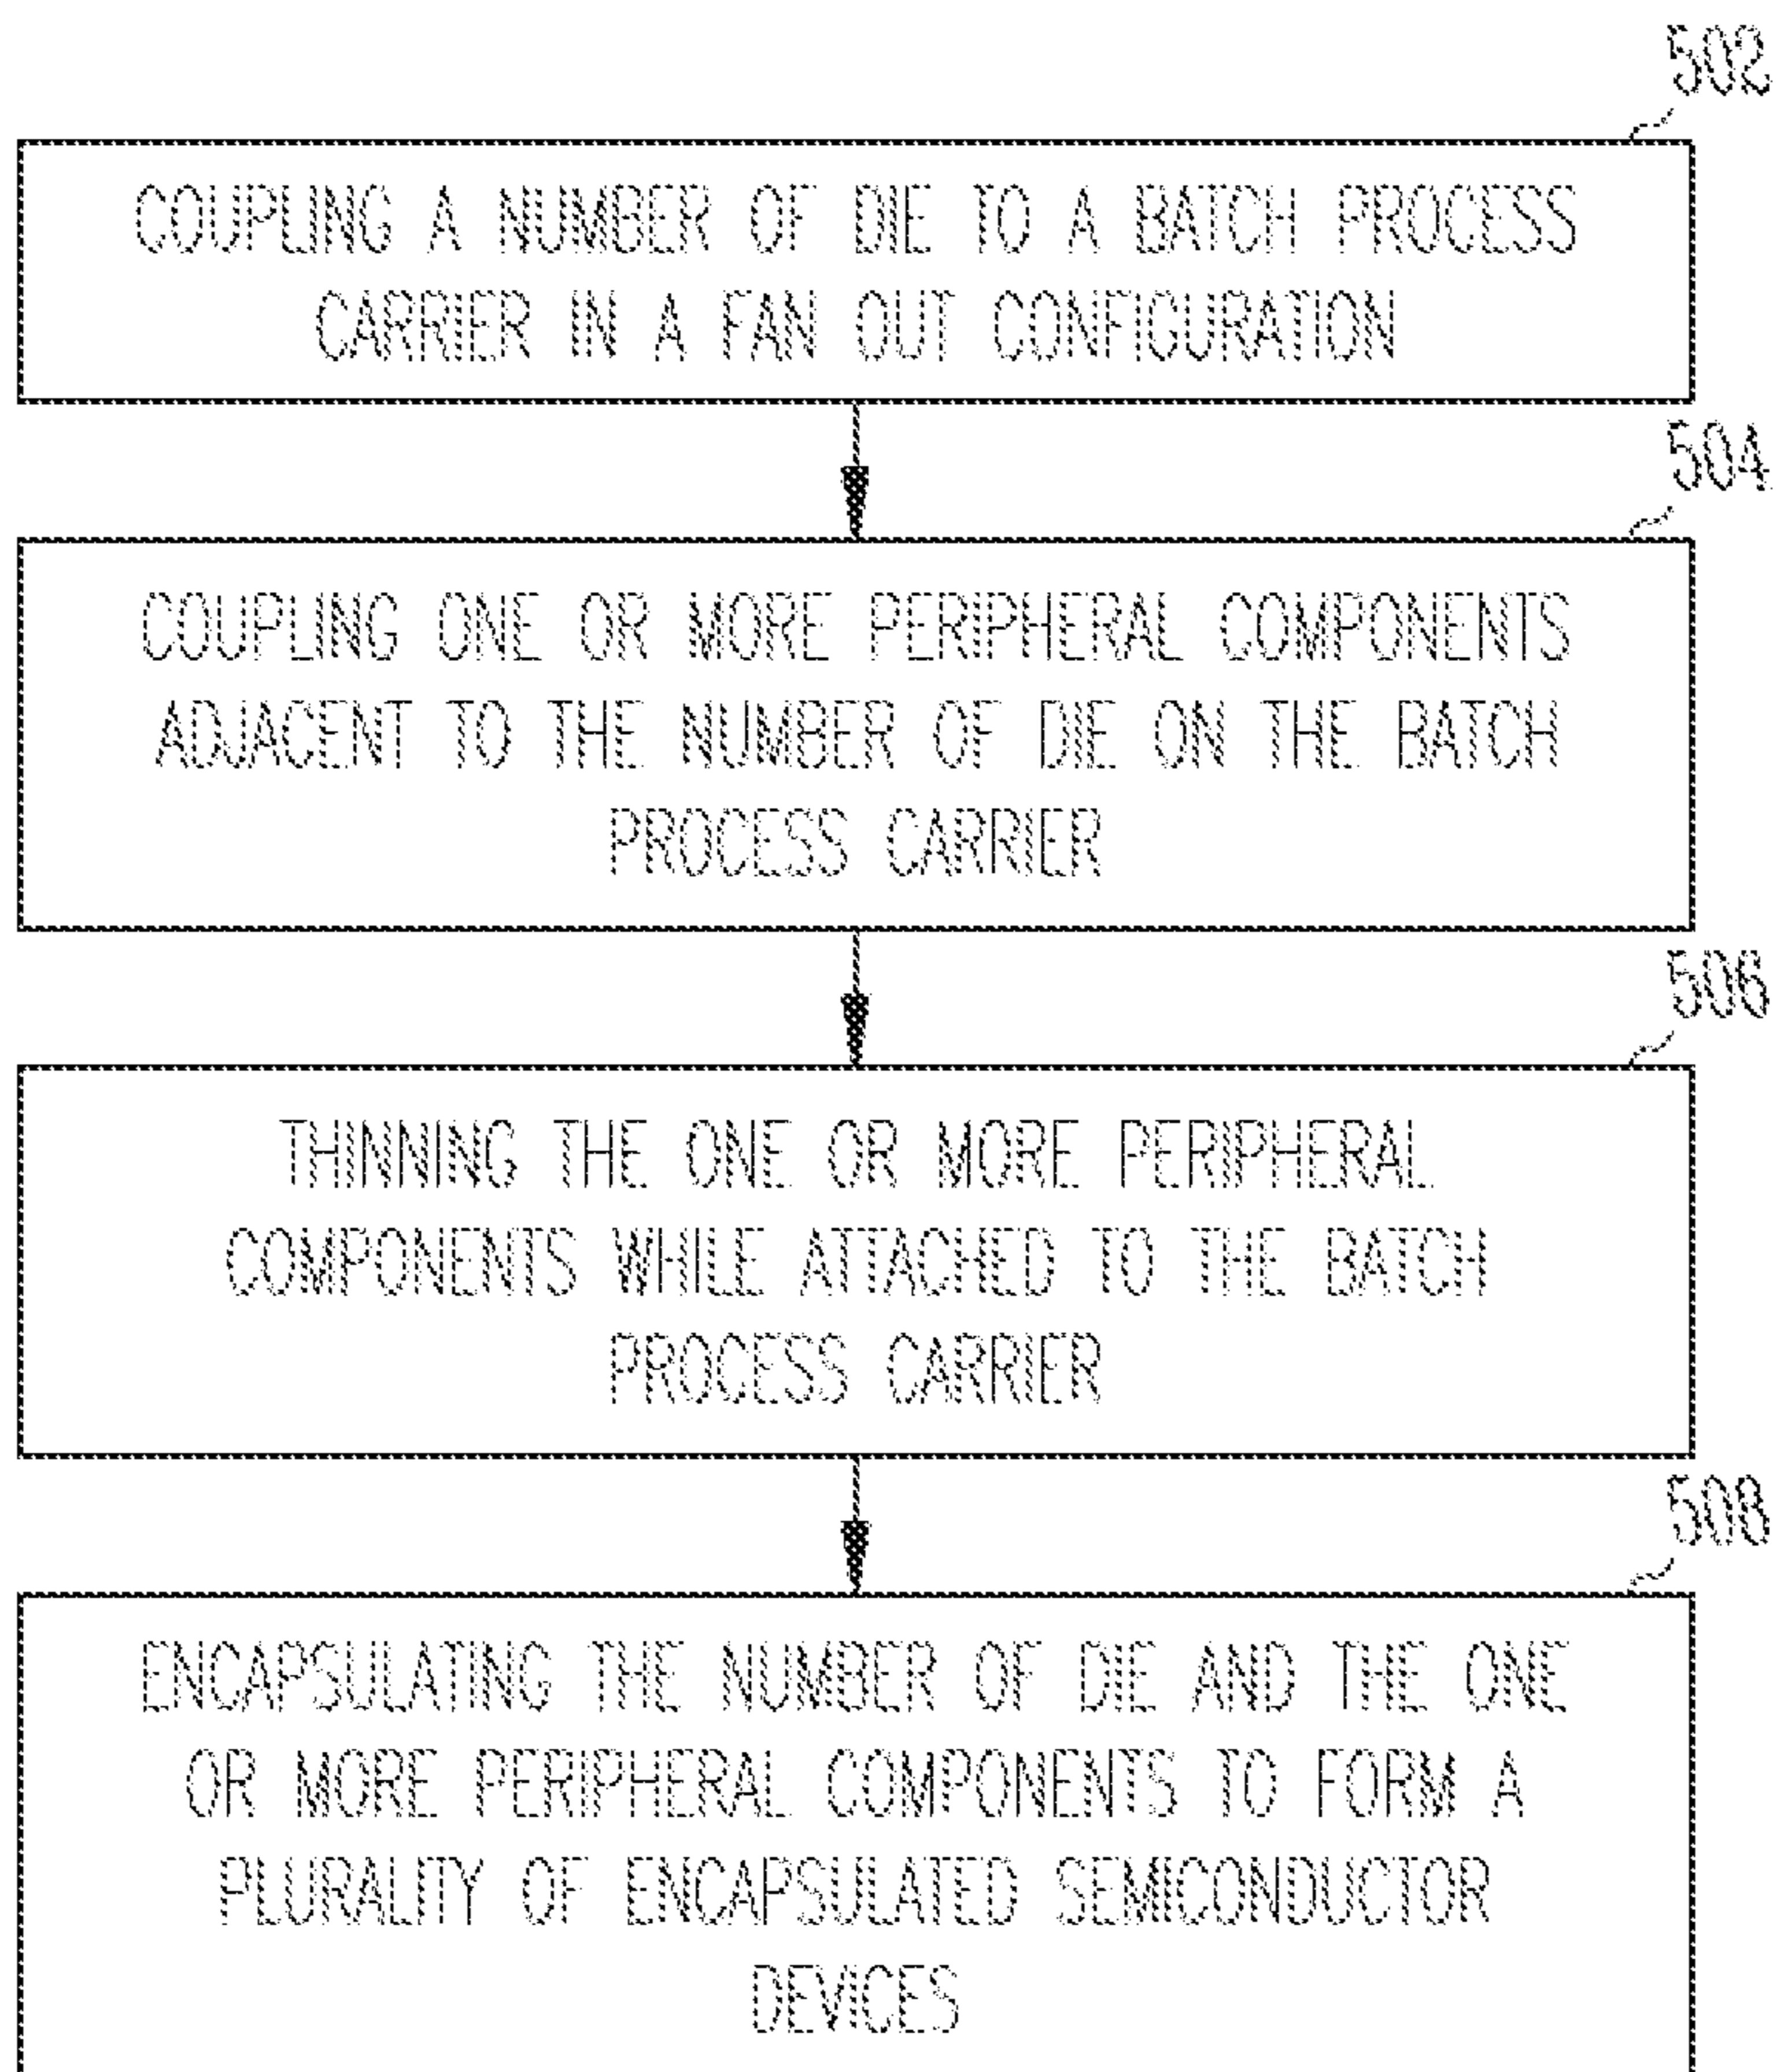 502
COUPLING A NUMBER OF DIE TO A BATCH PROCESS
CARRIER IN A FAN OUT CONFIGURATION
504
COUPLING ONE OR MORE PERIPHERAL COMPONENTS
ADJACENT TO THE NUMBER OF DIE ON THE BATCH
PROCESS CARRIER
506
THINNING THE ONE OR MORE PERIPHERAL
COMPONENTS WHILE ATTACHED TO THE BATCH
PROCESS CARRIER
508
ENCAPSULATING THE NUMBER OF DIE AND THE ONE
OR MORE PERIPHERAL COMPONENTS TO FORM A
PLURALITY OF ENCAPSULATED SEMICONDUCTOR
DEVICES